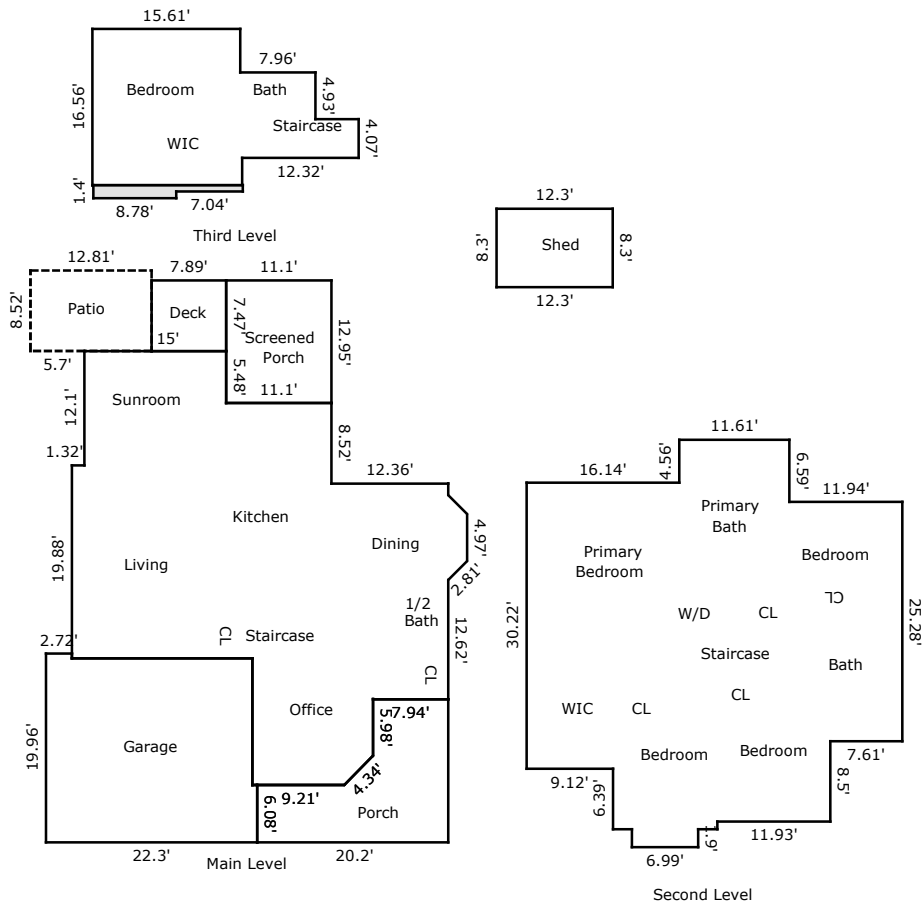 15.61'
7.96'
Bedroom
Bath
4.93'
16.56'
Staircase
4.07'
WIC
12.32'
1.4'
8.78'
7.04'
Third Level
12.3'
8.3'
Shed
8.3'
12.3'
12.81'
7.89'
11.1'
8.52'
Patio
Deck
7.47'
Screened
Porch
12.95'
15'
5.7'
5.48'
11.1'
12.1'
Sunroom
8.52'
1.32'
12.36'
Kitchen
Dining
4.97'
19.88'
Living
2.81'
1/2
Bath
CL
Staircase
12.62'
2.72'
CL
Office
7.94'
5.98'
19.96'
Garage
4.34'
9.21'
6.08'
Porch
22.3'
20.2'
Main Level
11.61'
4.56'
6.59'
16.14'
11.94'
Primary
Bath
Primary
Bedroom
Bedroom
CL
W/D
CL
30.22'
25.28'
Staircase
Bath
CL
WIC
CL
Bedroom
Bedroom
7.61'
9.12'
6.39'
8.5'
11.93'
1.9'
6.99'
Second Level